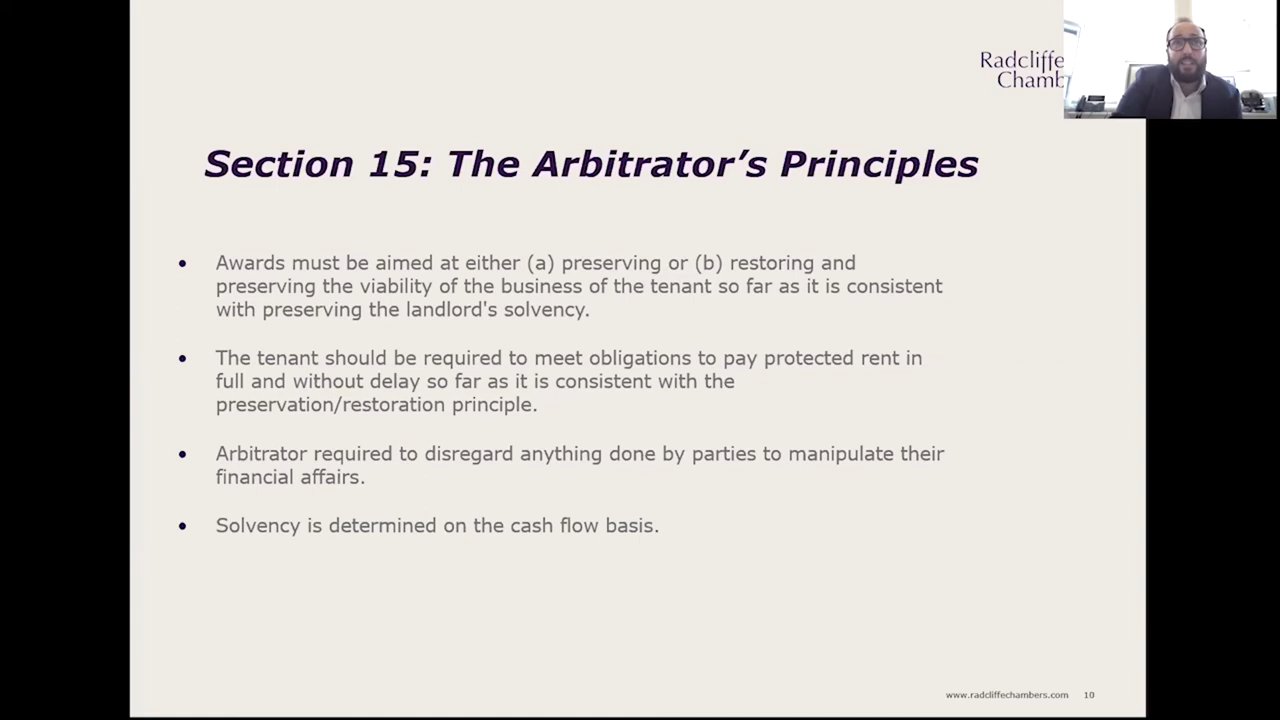 Radcliffe
Chamb
Section 15: The Arbitrator’s Principles
• Awards must be aimed at either (a) preserving or (b) restoring and
preserving the viability of the business of the tenant so far as it is consistent
with preserving the landlord's solvency.
• The tenant should be required to meet obligations to pay protected rent in
full and without delay so far as it is consistent with the
preservation/restoration principle.
• Arbitrator required to disregard anything done by parties to manipulate their
financial affairs.
• Solvency is determined on the cash flow basis.
www.radcliffechambers.com 10